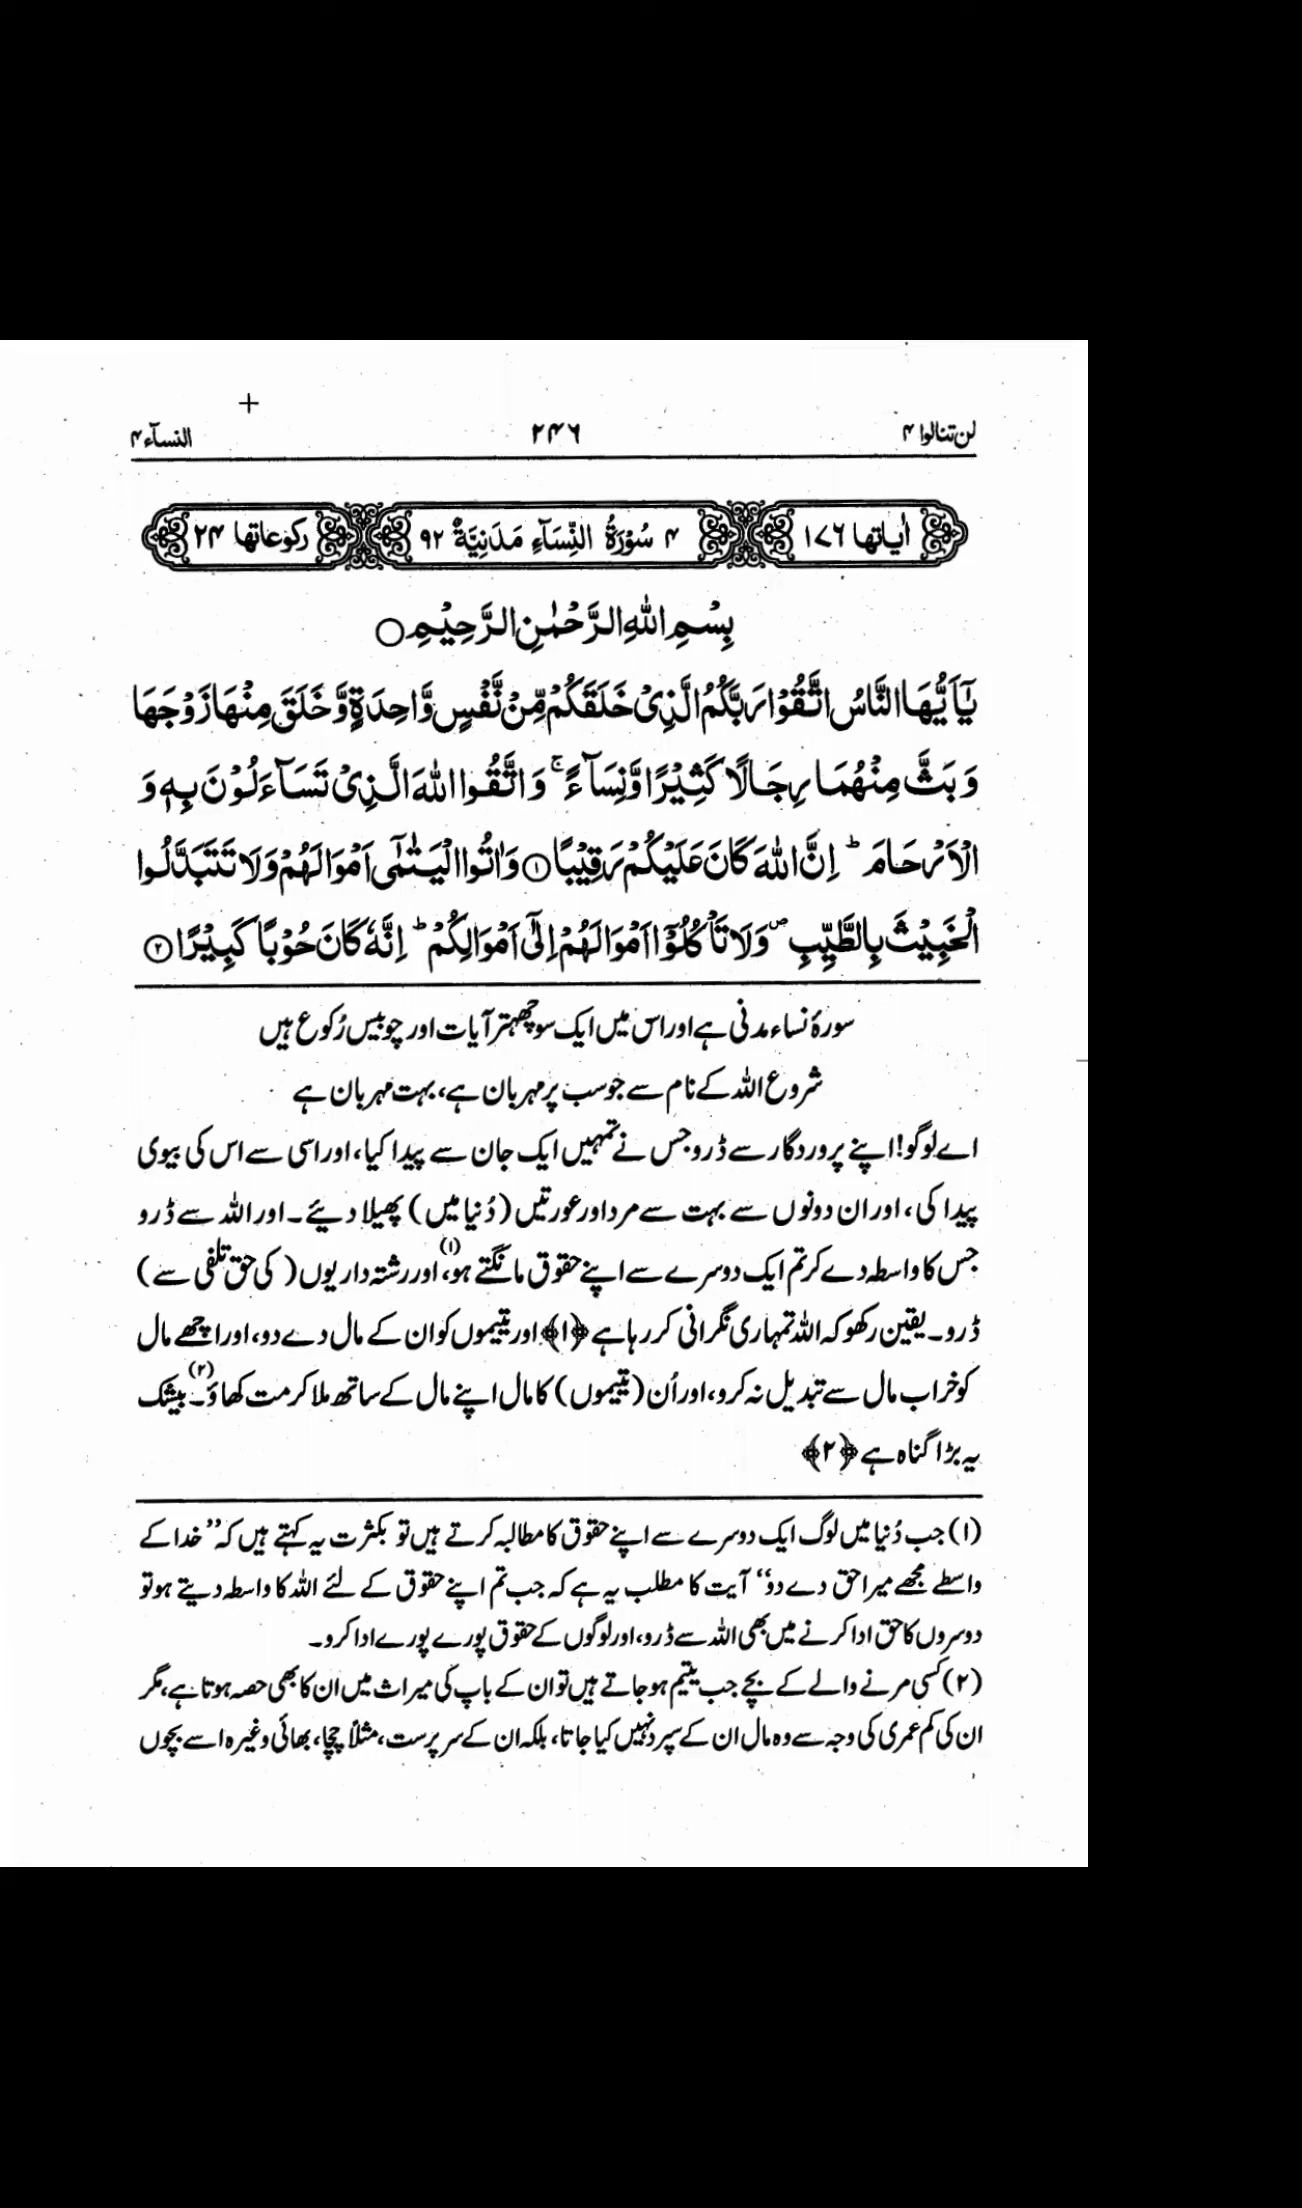 لن تنالوا ۴
۲۴۶
النسآء ۴
أٰیاتها ۱۷۶
۴ سُوْرَةُ النِّسَآءِ مَدَنِيَّةٌ ۹۲
رکوعاتها ۲۴
بِسْمِ اللّٰهِ الرَّحْمٰنِ الرَّحِيْمِ ○
يٰٓاَيُّهَا النَّاسُ اتَّقُوْا رَبَّكُمُ الَّذِىْ خَلَقَكُمْ مِّنْ نَّفْسٍ وَّاحِدَةٍ وَّخَلَقَ مِنْهَا زَوْجَهَا
وَ بَثَّ مِنْهُمَا رِجَالًا كَثِيْرًا وَّنِسَآءً ۚ وَ اتَّقُوا اللّٰهَ الَّذِىْ تَسَآءَلُوْنَ بِهٖ وَ
الْاَرْحَامَ ؕ اِنَّ اللّٰهَ كَانَ عَلَيْكُمْ رَقِيْبًا ۝۱ وَاٰتُوا الْيَتٰمٰٓى اَمْوَالَهُمْ وَلَا تَتَبَدَّلُوا
الْخَبِيْثَ بِالطَّيِّبِ ۪ وَلَا تَاْكُلُوْٓا اَمْوَالَهُمْ اِلٰٓى اَمْوَالِكُمْ ؕ اِنَّهٗ كَانَ حُوْبًا كَبِيْرًا ۝۲
سورۂ نساء مدنی ہے اور اس میں ایک سو چھہتر آیات اور چوبیس رُکوع ہیں
شروع اللہ کے نام سے جو سب پر مہربان ہے، بہت مہربان ہے
اے لوگو! اپنے پروردگار سے ڈرو جس نے تمہیں ایک جان سے پیدا کیا، اور اسی سے اس کی بیوی
پیدا کی، اور ان دونوں سے بہت سے مرد اور عورتیں (دُنیا میں) پھیلا دیئے۔ اور اللہ سے ڈرو
جس کا واسطہ دے کر تم ایک دوسرے سے اپنے حقوق مانگتے ہو،(۱) اور رشتہ داریوں (کی حق تلفی سے)
ڈرو۔ یقین رکھو کہ اللہ تمہاری نگرانی کر رہا ہے ﴿۱﴾ اور یتیموں کو ان کے مال دے دو، اور اچھے مال
کو خراب مال سے تبدیل نہ کرو، اور اُن (یتیموں) کا مال اپنے مال کے ساتھ ملا کر مت کھاؤ۔(۲) بیشک
یہ بڑا گناہ ہے ﴿۲﴾
(۱) جب دُنیا میں لوگ ایک دوسرے سے اپنے حقوق کا مطالبہ کرتے ہیں تو بکثرت یہ کہتے ہیں کہ ’’خدا کے
واسطے مجھے میرا حق دے دو‘‘ آیت کا مطلب یہ ہے کہ جب تم اپنے حقوق کے لئے اللہ کا واسطہ دیتے ہو تو
دوسروں کا حق ادا کرنے میں بھی اللہ سے ڈرو، اور لوگوں کے حقوق پورے پورے ادا کرو۔
(۲) کسی مرنے والے کے بچے جب یتیم ہو جاتے ہیں تو ان کے باپ کی میراث میں ان کا بھی حصہ ہوتا ہے، مگر
ان کی کم عمری کی وجہ سے وہ مال ان کے سپرد نہیں کیا جاتا، بلکہ ان کے سرپرست، مثلاً چچا، بھائی وغیرہ اسے بچوں